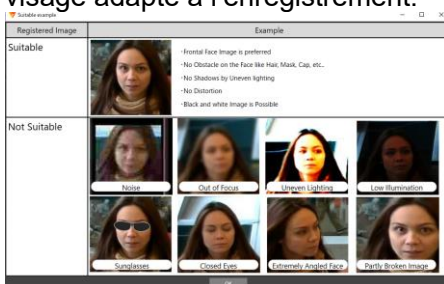 visage adapté à l'enregistrement.
Suitable example
Registered Image
Example
Suitable
・Frontal Face Image is preferred
・No Obstacle on the Face like Hair, Mask, Cap, etc..
・No Shadows by Uneven lighting
・No Distortion
・Black and white Image is Possible
Not Suitable
Noise
Out of Focus
Uneven Lighting
Low Illumination
Sunglasses
Closed Eyes
Extremely Angled Face
Partly Broken Image
OK